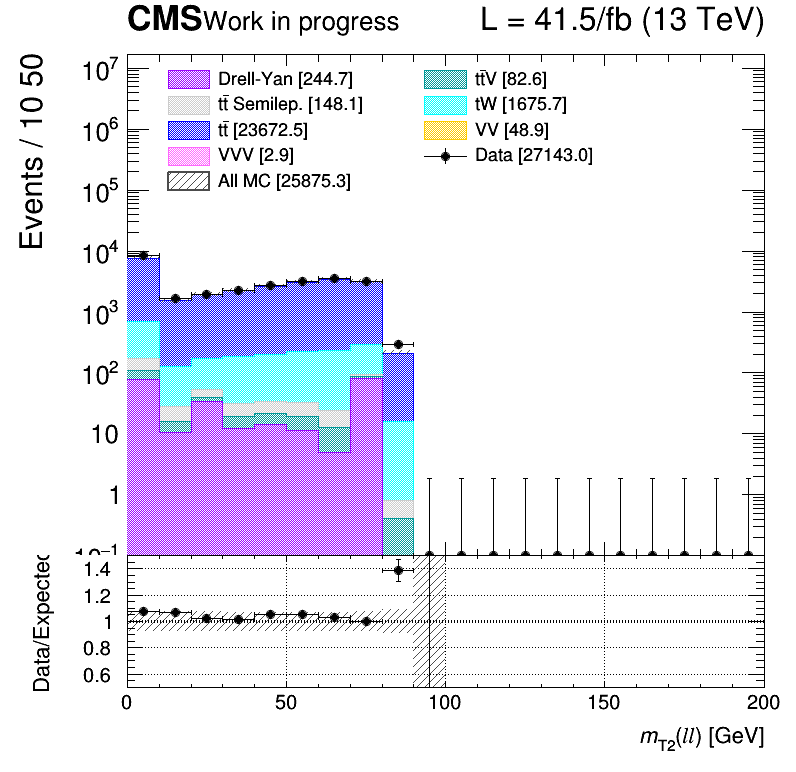 CMS Work in progress L = 41.5/fb (13 TeV)
Events / 10 50
10⁷
10⁶
10⁵
10⁴
10³
10²
10
1
10⁻¹
Drell-Yan [244.7]
tt̄ Semilep. [148.1]
tt̄ [23672.5]
VVV [2.9]
All MC [25875.3]
tt̄V [82.6]
tW [1675.7]
VV [48.9]
Data [27143.0]
Data/Expected
1.4
1.2
1
0.8
0.6
0 50 100 150 200
m_T2(ll) [GeV]